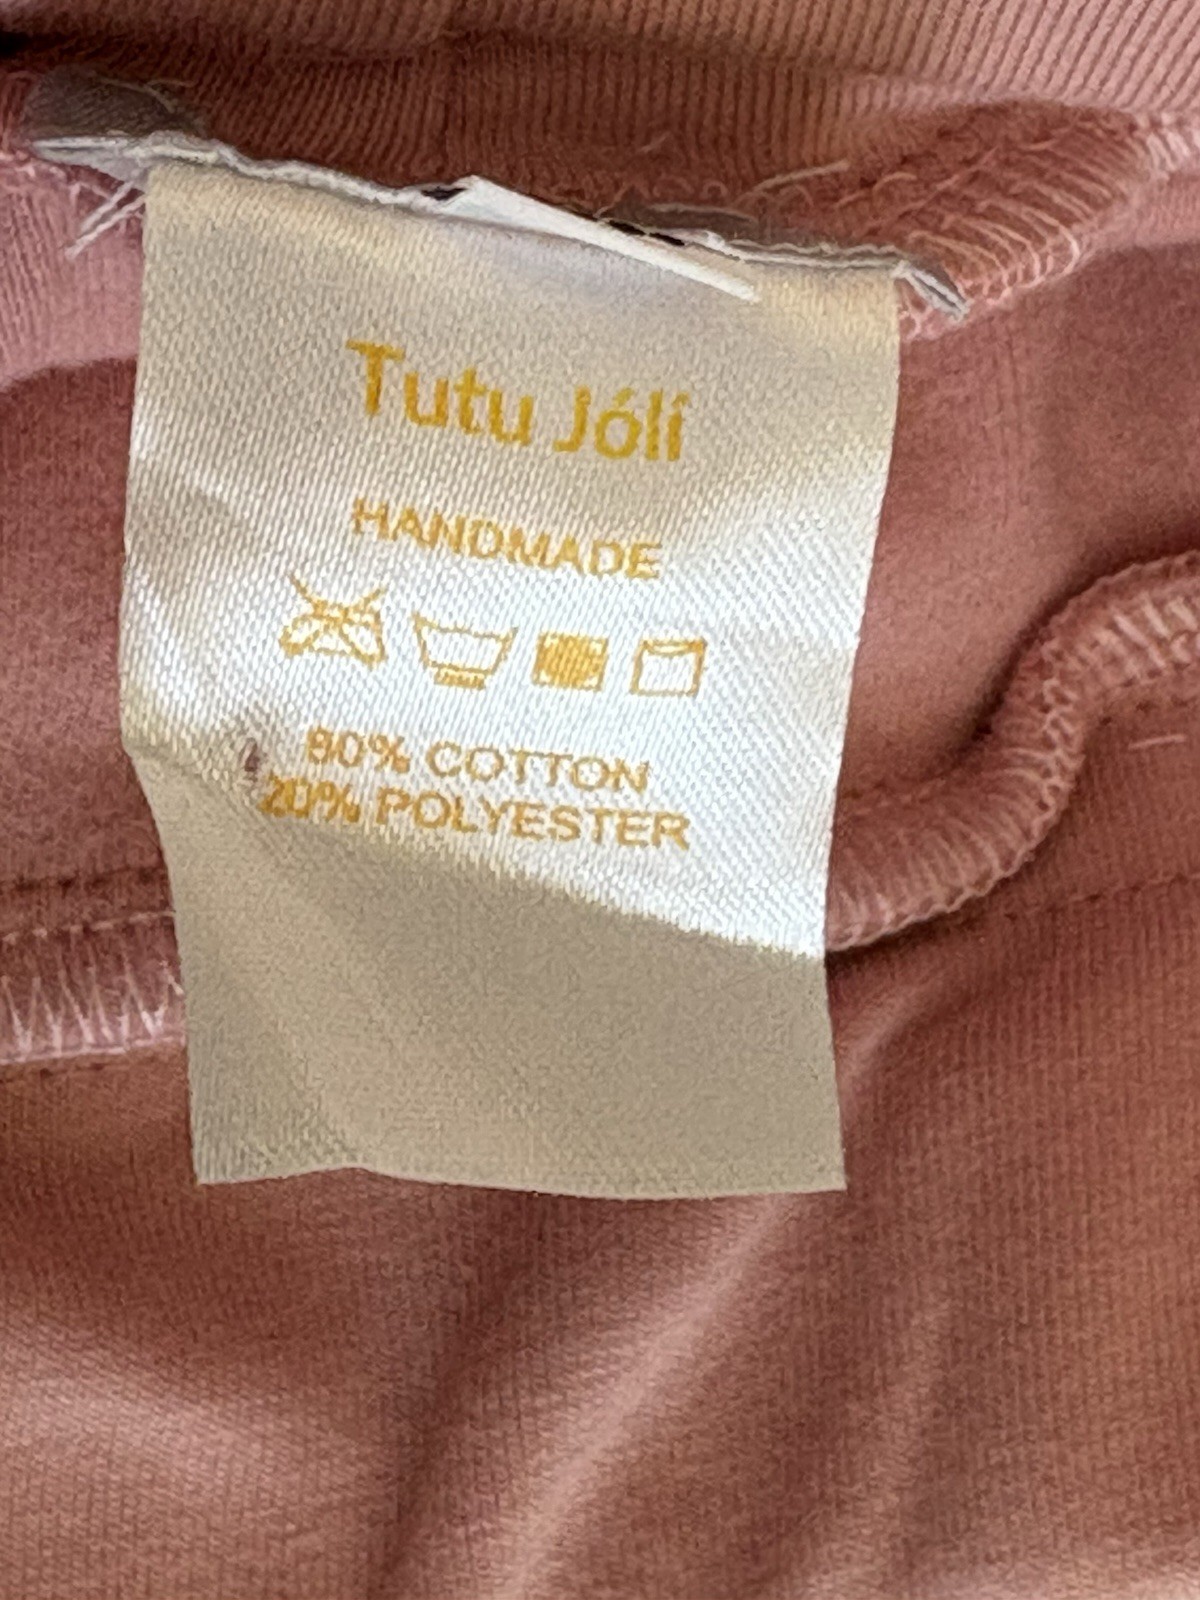 Tutu Jólí
HANDMADE
80% COTTON
20% POLYESTER